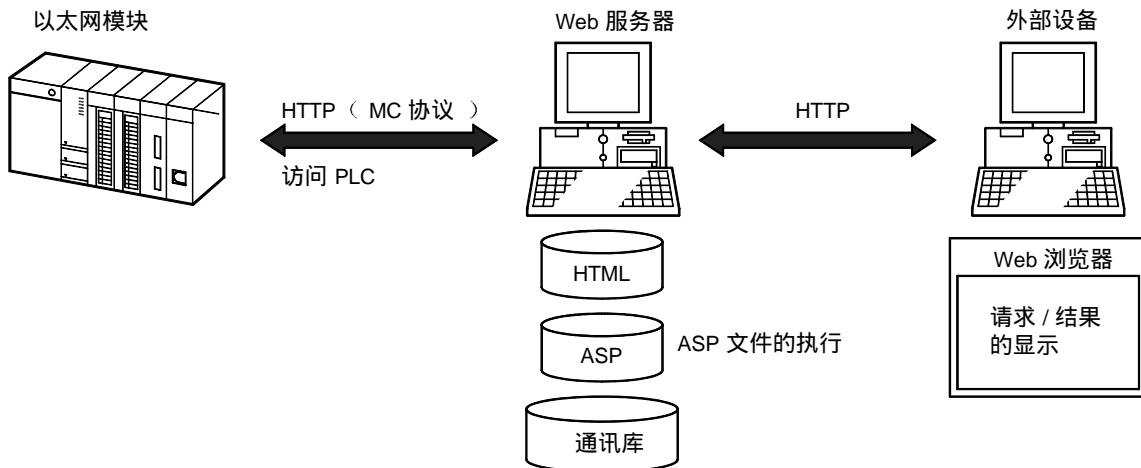 以太网模块
Web 服务器
外部设备
HTTP（ MC 协议 ）
访问 PLC
HTTP
HTML
ASP
ASP 文件的执行
通讯库
Web 浏览器
请求 / 结果
的显示